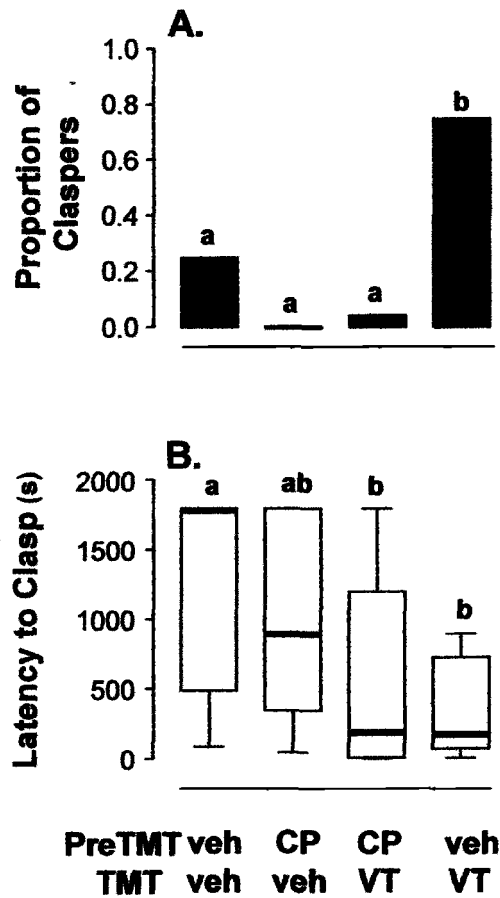 A.
Proportion of
Claspers
1.0
0.8
0.6
0.4
0.2
0.0
a
a
a
b
B.
Latency to Clasp (s)
2000
1500
1000
500
0
a
ab
b
b
PreTMT veh CP CP veh
TMT veh veh VT VT